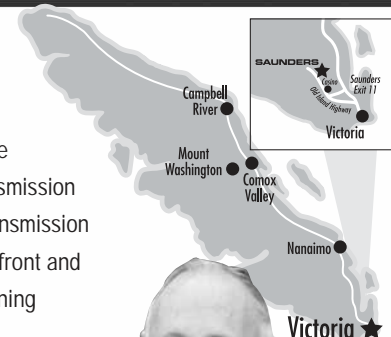 e
smission
nsmission
front and
ning
Campbell
River
Mount
Washington
Comox
Valley
Nanaimo
Victoria
SAUNDERS
Casino
Saunders
Exit 11
Old Island Highway
Victoria